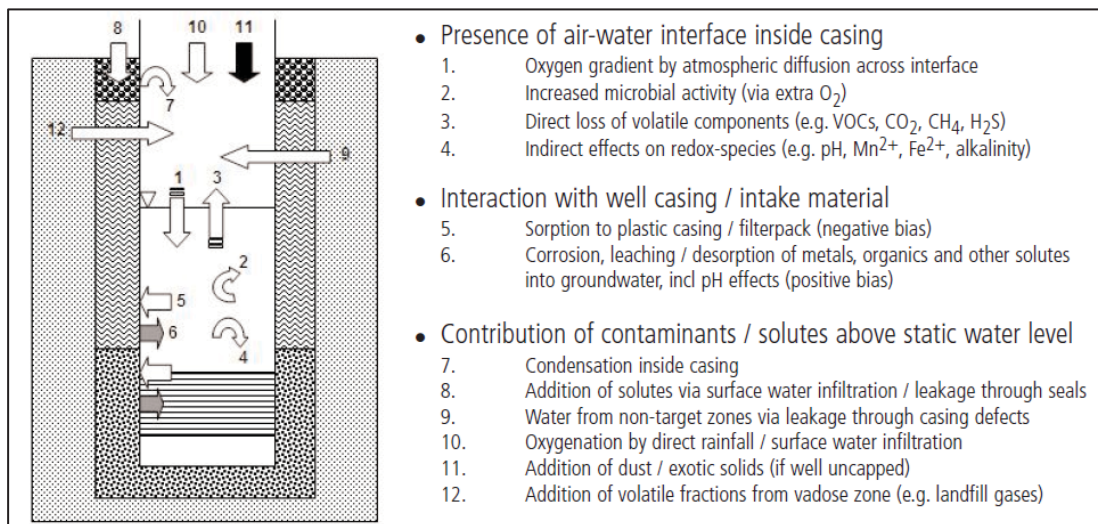 8
10
11
7
12
9
1
3
2
5
6
4
• Presence of air-water interface inside casing
1. Oxygen gradient by atmospheric diffusion across interface
2. Increased microbial activity (via extra O₂)
3. Direct loss of volatile components (e.g. VOCs, CO₂, CH₄, H₂S)
4. Indirect effects on redox-species (e.g. pH, Mn²⁺, Fe²⁺, alkalinity)
• Interaction with well casing / intake material
5. Sorption to plastic casing / filterpack (negative bias)
6. Corrosion, leaching / desorption of metals, organics and other solutes
into groundwater, incl pH effects (positive bias)
• Contribution of contaminants / solutes above static water level
7. Condensation inside casing
8. Addition of solutes via surface water infiltration / leakage through seals
9. Water from non-target zones via leakage through casing defects
10. Oxygenation by direct rainfall / surface water infiltration
11. Addition of dust / exotic solids (if well uncapped)
12. Addition of volatile fractions from vadose zone (e.g. landfill gases)